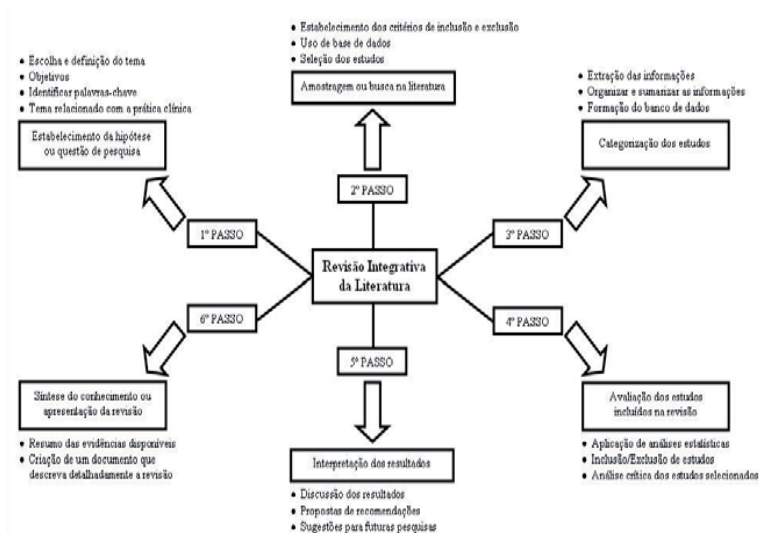 • Escolha e definição do tema
• Objetivos
• Identificar palavras-chave
• Tema relacionado com a prática clínica
Estabelecimento da hipótese
ou questão de pesquisa
1º PASSO
• Estabelecimento dos critérios de inclusão e exclusão
• Uso de base de dados
• Seleção dos estudos
Amostragem ou busca na literatura
2º PASSO
• Extração das informações
• Organizar e sumarizar as informações
• Formação do banco de dados
Categorização dos estudos
3º PASSO
Revisão Integrativa
da Literatura
4º PASSO
Avaliação dos estudos
incluídos na revisão
• Aplicação de análises estatísticas
• Inclusão/Exclusão de estudos
• Análise crítica dos estudos selecionados
5º PASSO
Interpretação dos resultados
• Discussão dos resultados
• Propostas de recomendações
• Sugestões para futuras pesquisas
6º PASSO
Síntese do conhecimento ou
apresentação da revisão
• Resumo das evidências disponíveis
• Criação de um documento que
descreva detalhadamente a revisão